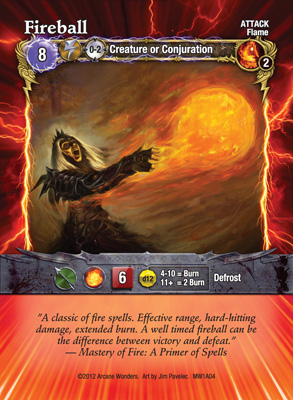 Fireball
ATTACK
Flame
8
0-2
Creature or Conjuration
2
6
d12
4-10 = Burn
11+ = 2 Burn
Defrost
"A classic of fire spells. Effective range, hard-hitting
damage, extended burn. A well timed fireball can be
the difference between victory and defeat."
— Mastery of Fire: A Primer of Spells
©2012 Arcane Wonders. Art by Jim Pavelec. MW1A04